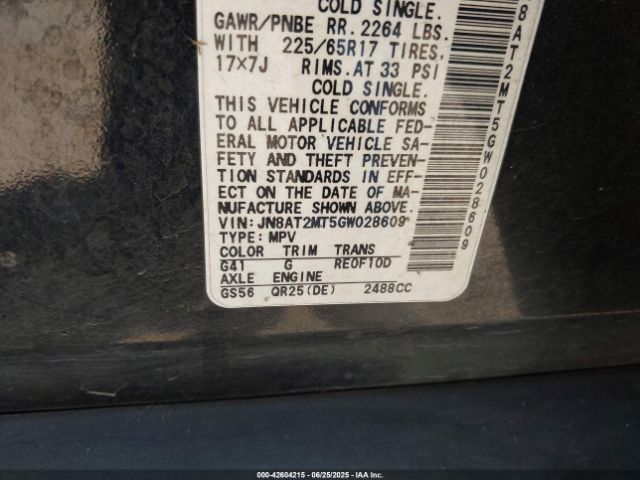 COLD SINGLE.
GAWR/PNBE RR. 2264 LBS.
WITH 225/65R17 TIRES,
17×7J RIMS. AT 33 PSI
COLD SINGLE.
THIS VEHICLE CONFORMS
TO ALL APPLICABLE FED-
ERAL MOTOR VEHICLE SA-
FETY AND THEFT PREVEN-
TION STANDARDS IN EFF-
ECT ON THE DATE OF MA-
NUFACTURE SHOWN ABOVE.
VIN: JN8AT2MT5GW028609
TYPE: MPV
COLOR TRIM TRANS
G41 G REOF10D
AXLE ENGINE
GS56 QR25(DE) 2488CC
8AT2MT5GW028609
000-42604215 - 06/25/2025 - IAA Inc.